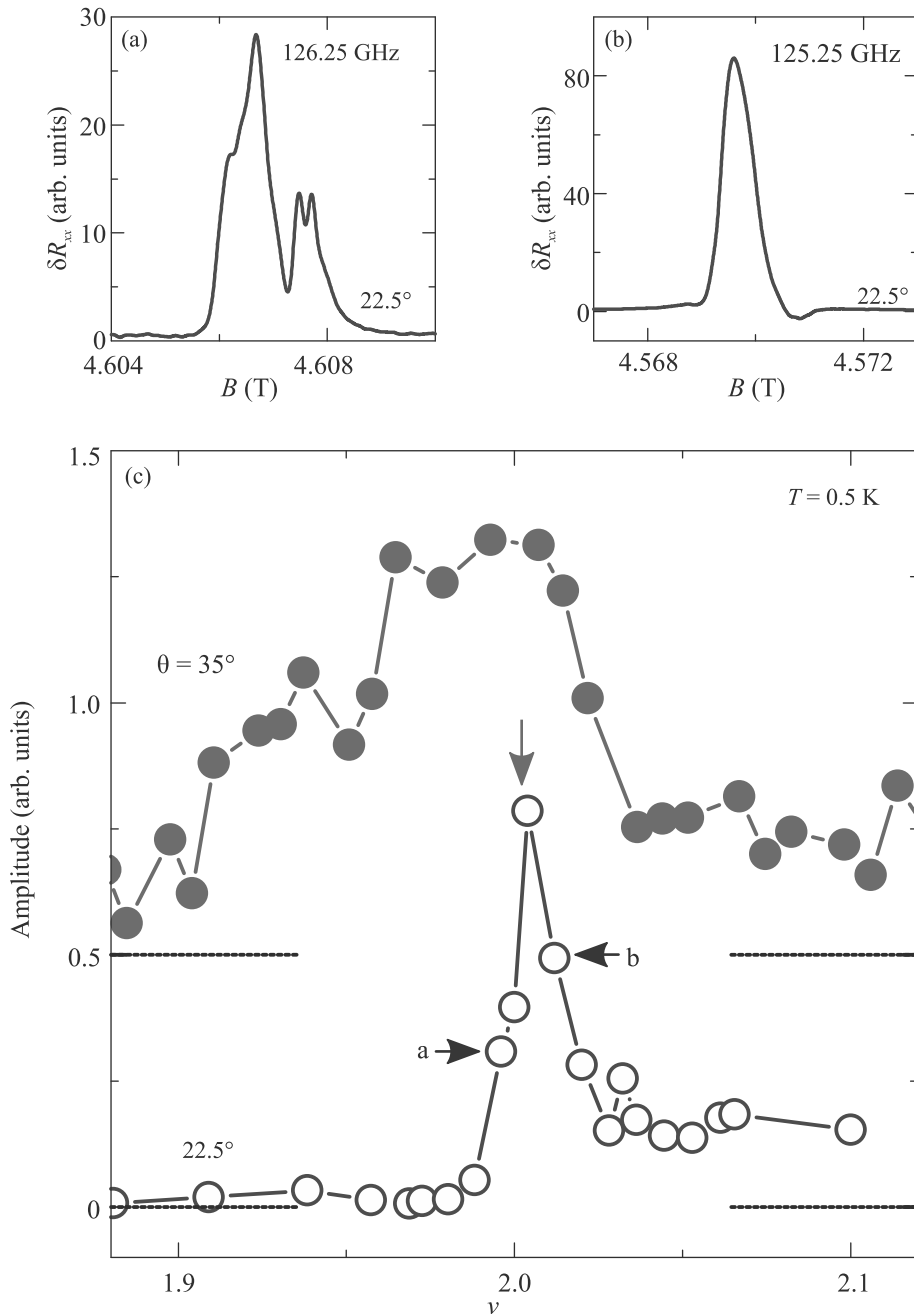 (a)
126.25 GHz
30
20
10
0
δR_xx (arb. units)
22.5°
4.604
4.608
B (T)
(b)
125.25 GHz
80
40
0
δR_xx (arb. units)
22.5°
4.568
4.572
B (T)
(c)
T = 0.5 K
1.5
1.0
0.5
0
Amplitude (arb. units)
θ = 35°
b
a
22.5°
1.9
2.0
2.1
ν